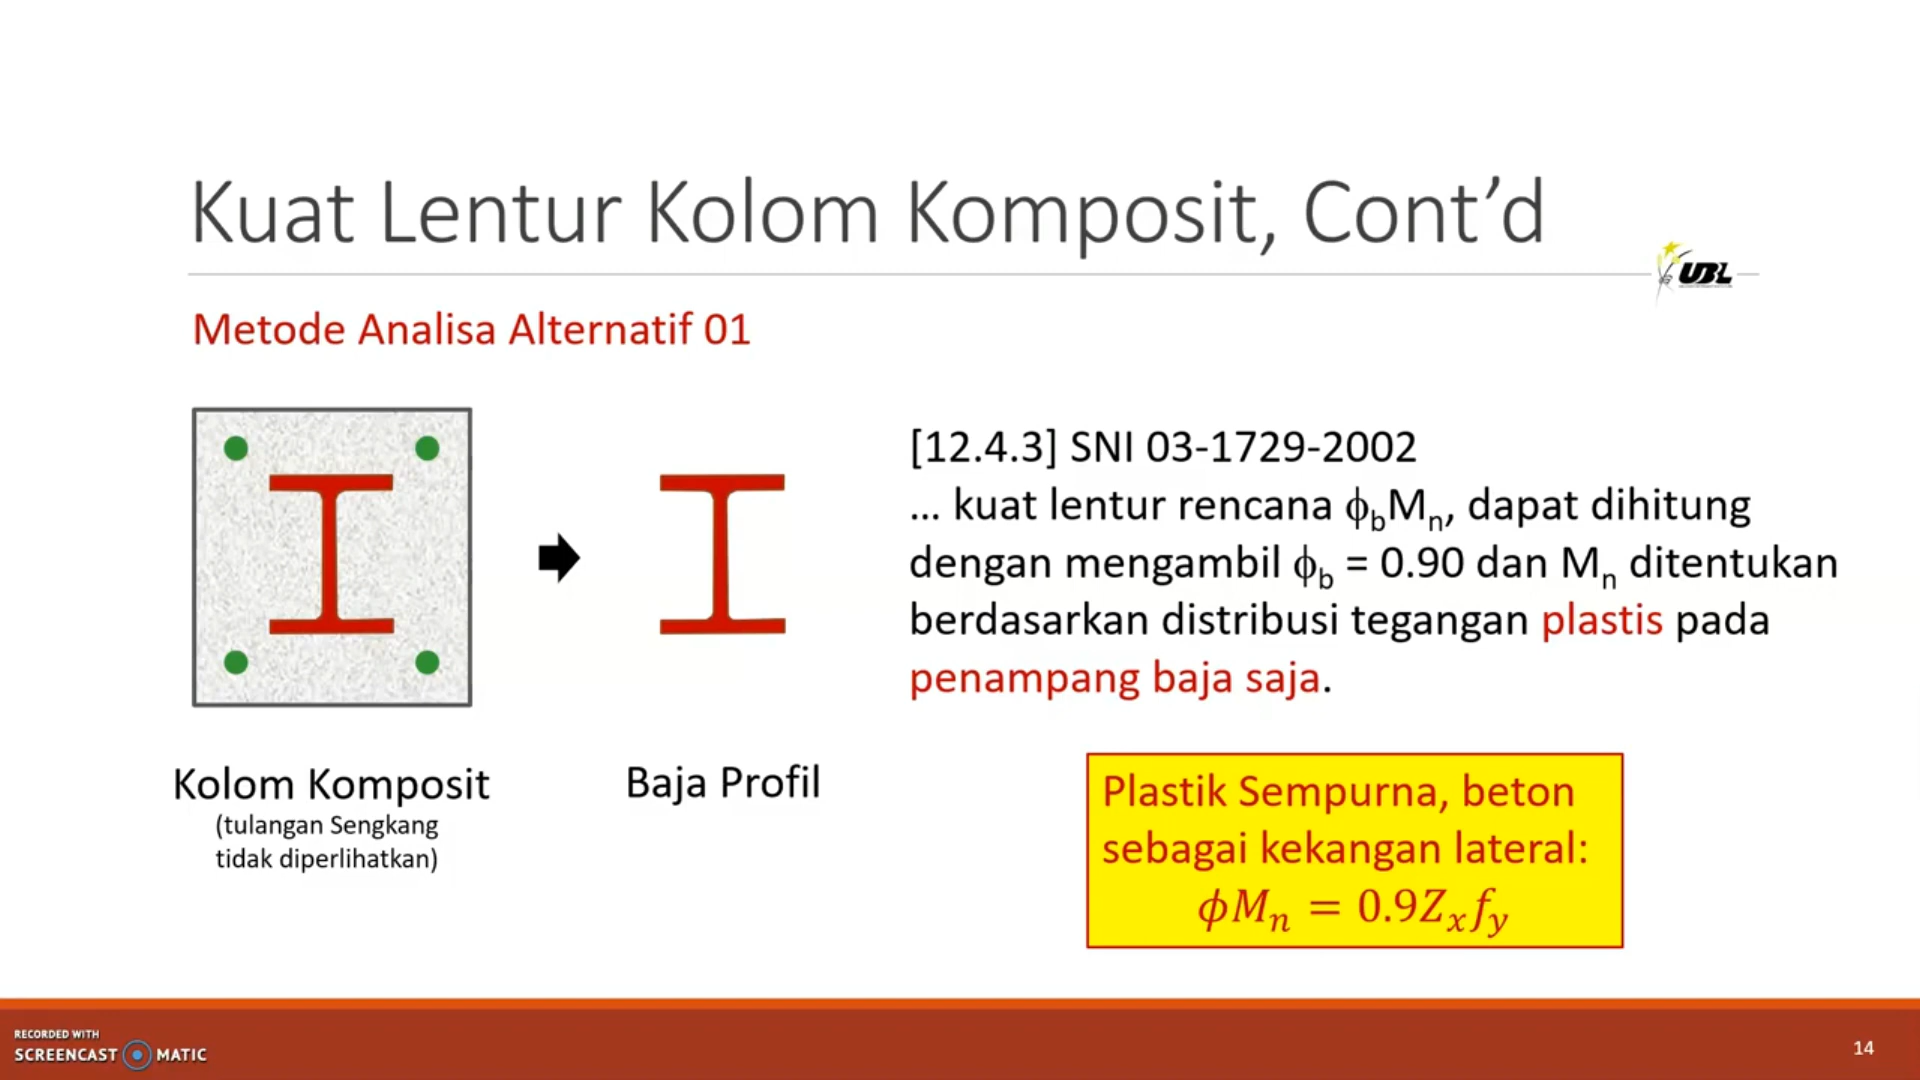 Kuat Lentur Kolom Komposit, Cont’d
UBL
Metode Analisa Alternatif 01
[12.4.3] SNI 03-1729-2002
... kuat lentur rencana ϕbMn, dapat dihitung
dengan mengambil ϕb = 0.90 dan Mn ditentukan
berdasarkan distribusi tegangan plastis pada
penampang baja saja.
Kolom Komposit
(tulangan Sengkang
tidak diperlihatkan)
Baja Profil
Plastik Sempurna, beton
sebagai kekangan lateral:
ϕMn = 0.9Zxfy
RECORDED WITH
SCREENCAST MATIC
14